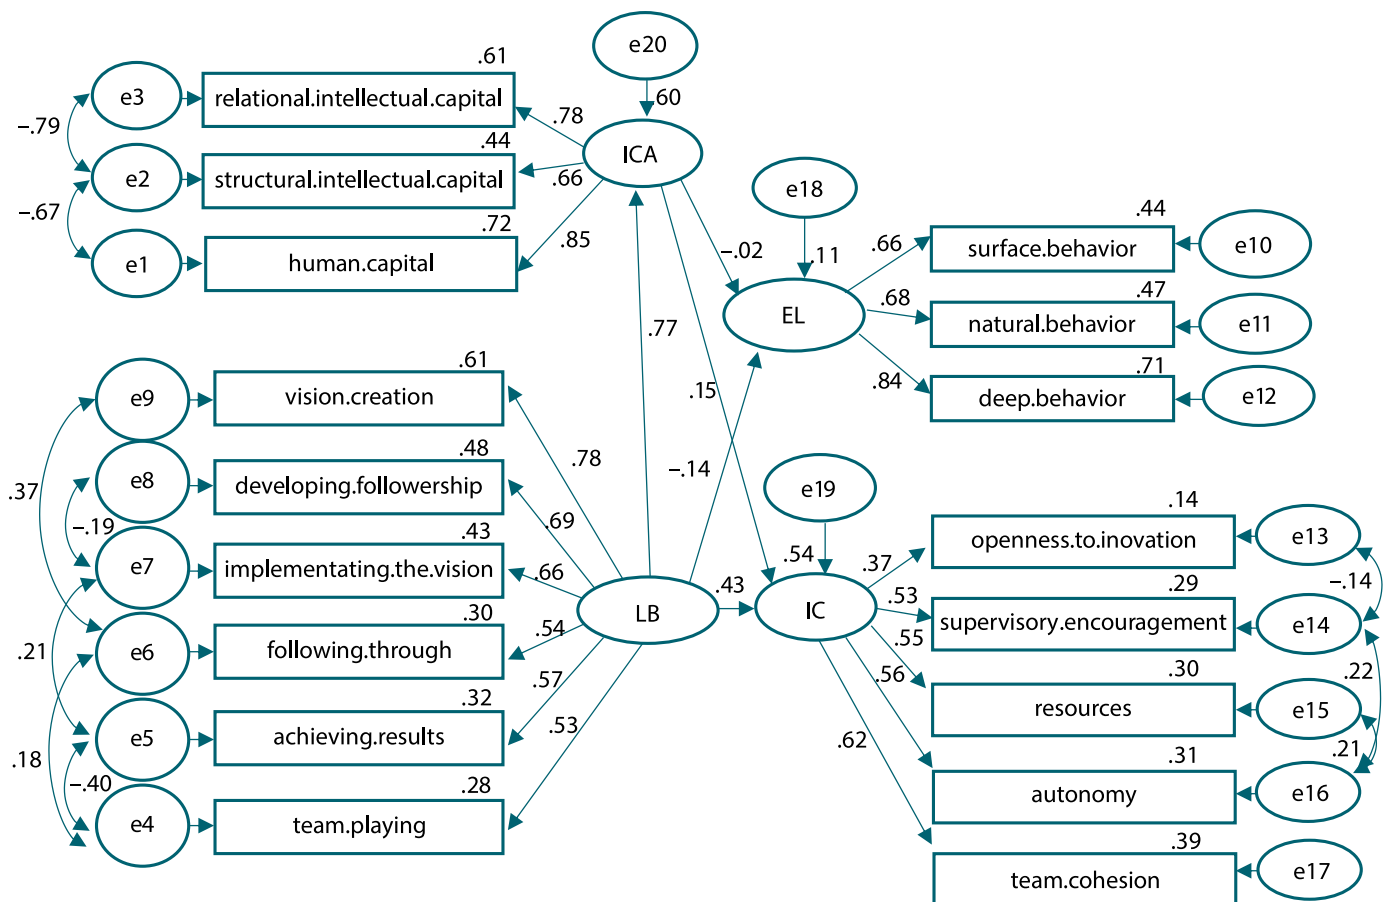 e20
.61
e3
relational.intellectual.capital
.60
–.79
.78
.44
ICA
e2
structural.intellectual.capital
.66
e18
–.67
.72
.44
.85
e1
human.capital
–.02
.11
.66
surface.behavior
e10
.47
.68
EL
natural.behavior
e11
.77
.61
.71
.84
e9
vision.creation
.15
deep.behavior
e12
.48
.78
–.14
e8
developing.followership
.37
e19
.14
–.19
.69
.43
.54
.37
openness.to.inovation
e13
e7
implementating.the.vision
.66
.43
–.14
.53
.29
LB
IC
supervisory.encouragement
e14
.30
.54
.55
e6
following.through
.21
.56
.30
.22
.57
.32
resources
e15
.53
.62
e5
achieving.results
.18
.31
.21
–.40
.28
autonomy
e16
e4
team.playing
.39
team.cohesion
e17